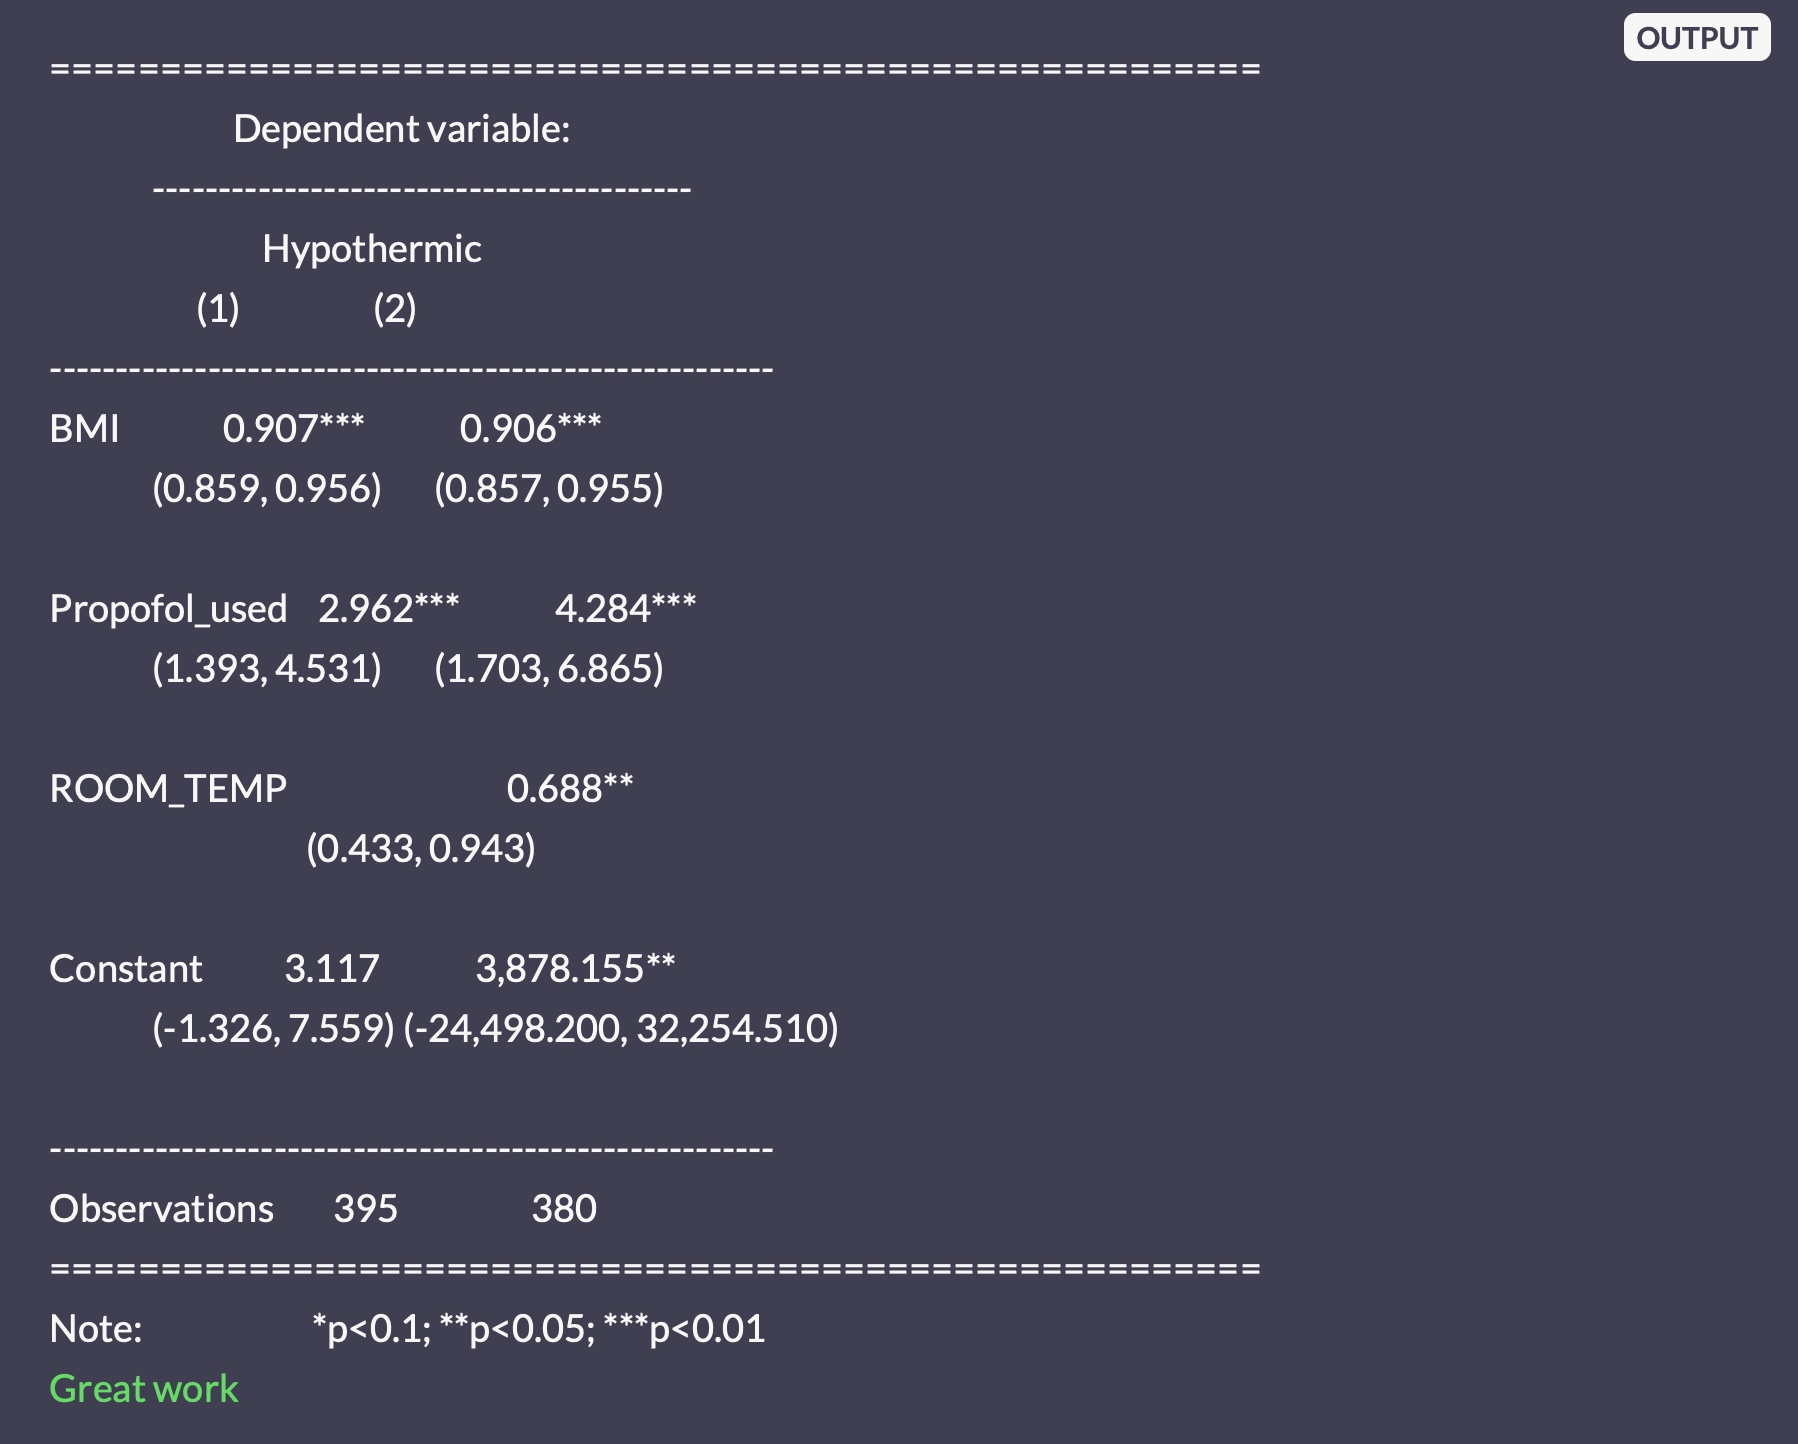 OUTPUT
=======================================================
Dependent variable:
-----------------------------------------
Hypothermic
(1) (2)
-------------------------------------------------------
BMI 0.907*** 0.906***
(0.859, 0.956) (0.857, 0.955)
Propofol_used 2.962*** 4.284***
(1.393, 4.531) (1.703, 6.865)
ROOM_TEMP 0.688**
(0.433, 0.943)
Constant 3.117 3,878.155**
(-1.326, 7.559) (-24,498.200, 32,254.510)
-------------------------------------------------------
Observations 395 380
=======================================================
Note: *p<0.1; **p<0.05; ***p<0.01
Great work